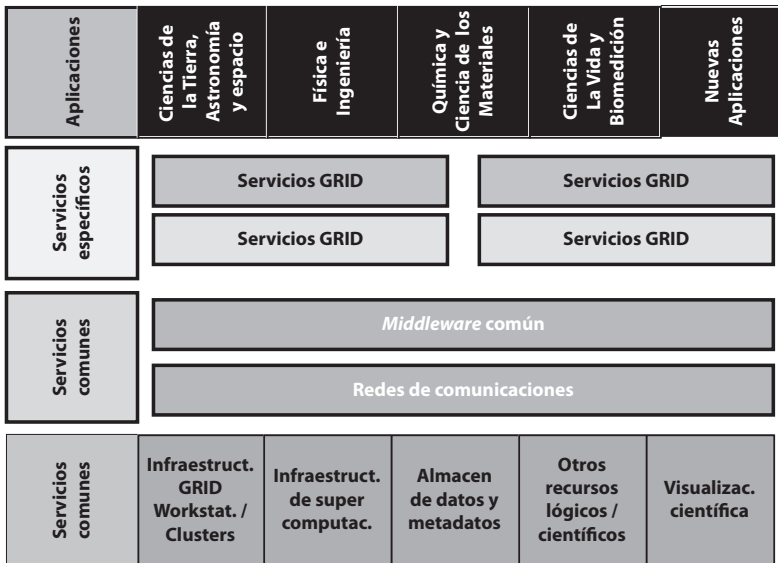 Aplicaciones
Ciencias de
la Tierra,
Astronomía
y espacio
Física e
Ingeniería
Química y
Ciencia de los
Materiales
Ciencias de
La Vida y
Biomedición
Nuevas
Aplicaciones
Servicios
específicos
Servicios GRID
Servicios GRID
Servicios GRID
Servicios GRID
Servicios
comunes
Middleware común
Redes de comunicaciones
Servicios
comunes
Infraestruct.
GRID
Workstat. /
Clusters
Infraestruct.
de super
computac.
Almacen
de datos y
metadatos
Otros
recursos
lógicos /
científicos
Visualizac.
científica